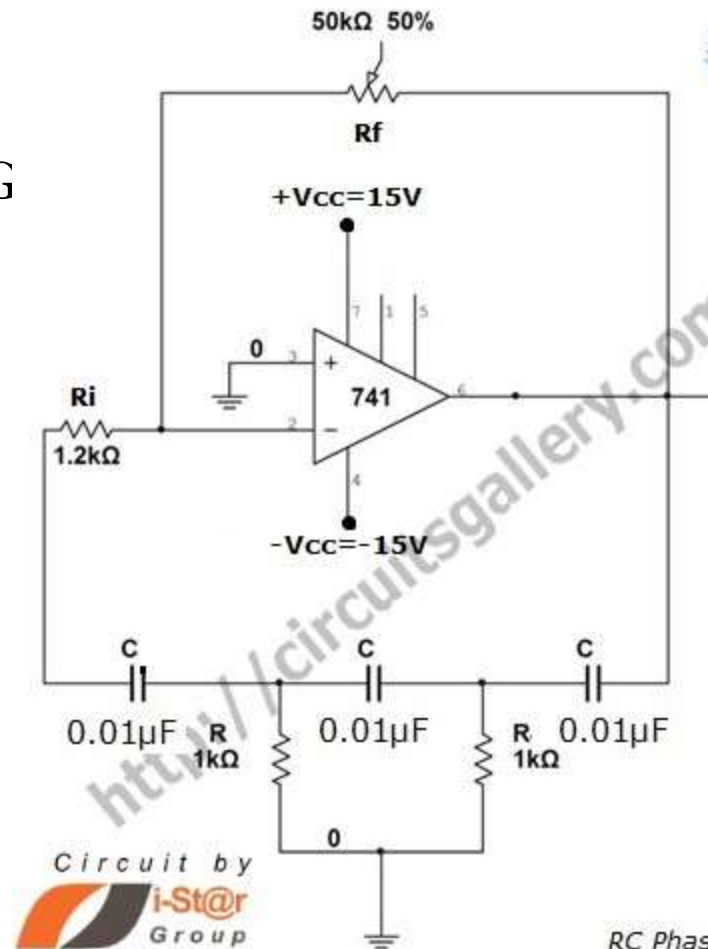 50kΩ 50%
Rf
G
+Vcc=15V
7
1
5
0
3
+
741
6
Ri
2
−
1.2kΩ
4
-Vcc=-15V
http://circuitsgallery.com
C
C
C
0.01µF
R
1kΩ
0.01µF
R
1kΩ
0.01µF
0
Circuit by
i-St@r
Group
RC Phas